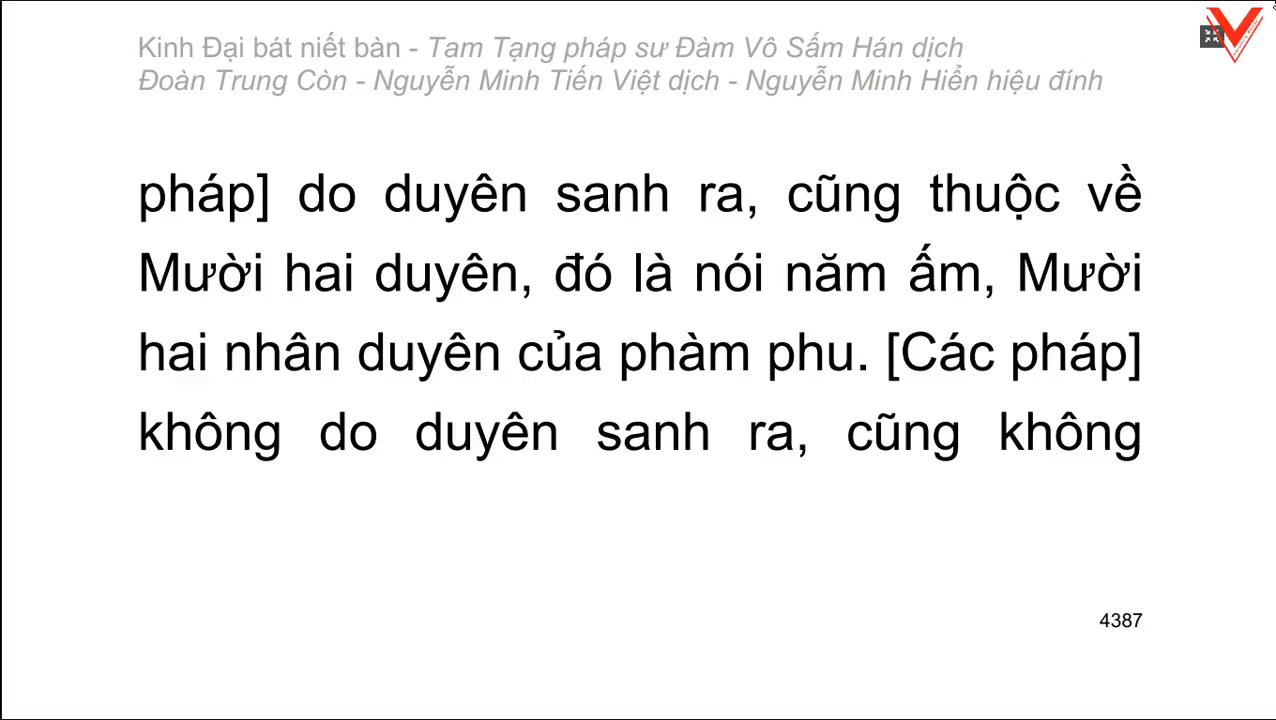 Kinh Đại bát niết bàn - Tam Tạng pháp sư Đàm Vô Sấm Hán dịch
Đoàn Trung Còn - Nguyễn Minh Tiến Việt dịch - Nguyễn Minh Hiển hiệu đính
pháp] do duyên sanh ra, cũng thuộc về
Mười hai duyên, đó là nói năm ấm, Mười
hai nhân duyên của phàm phu. [Các pháp]
không do duyên sanh ra, cũng không
4387